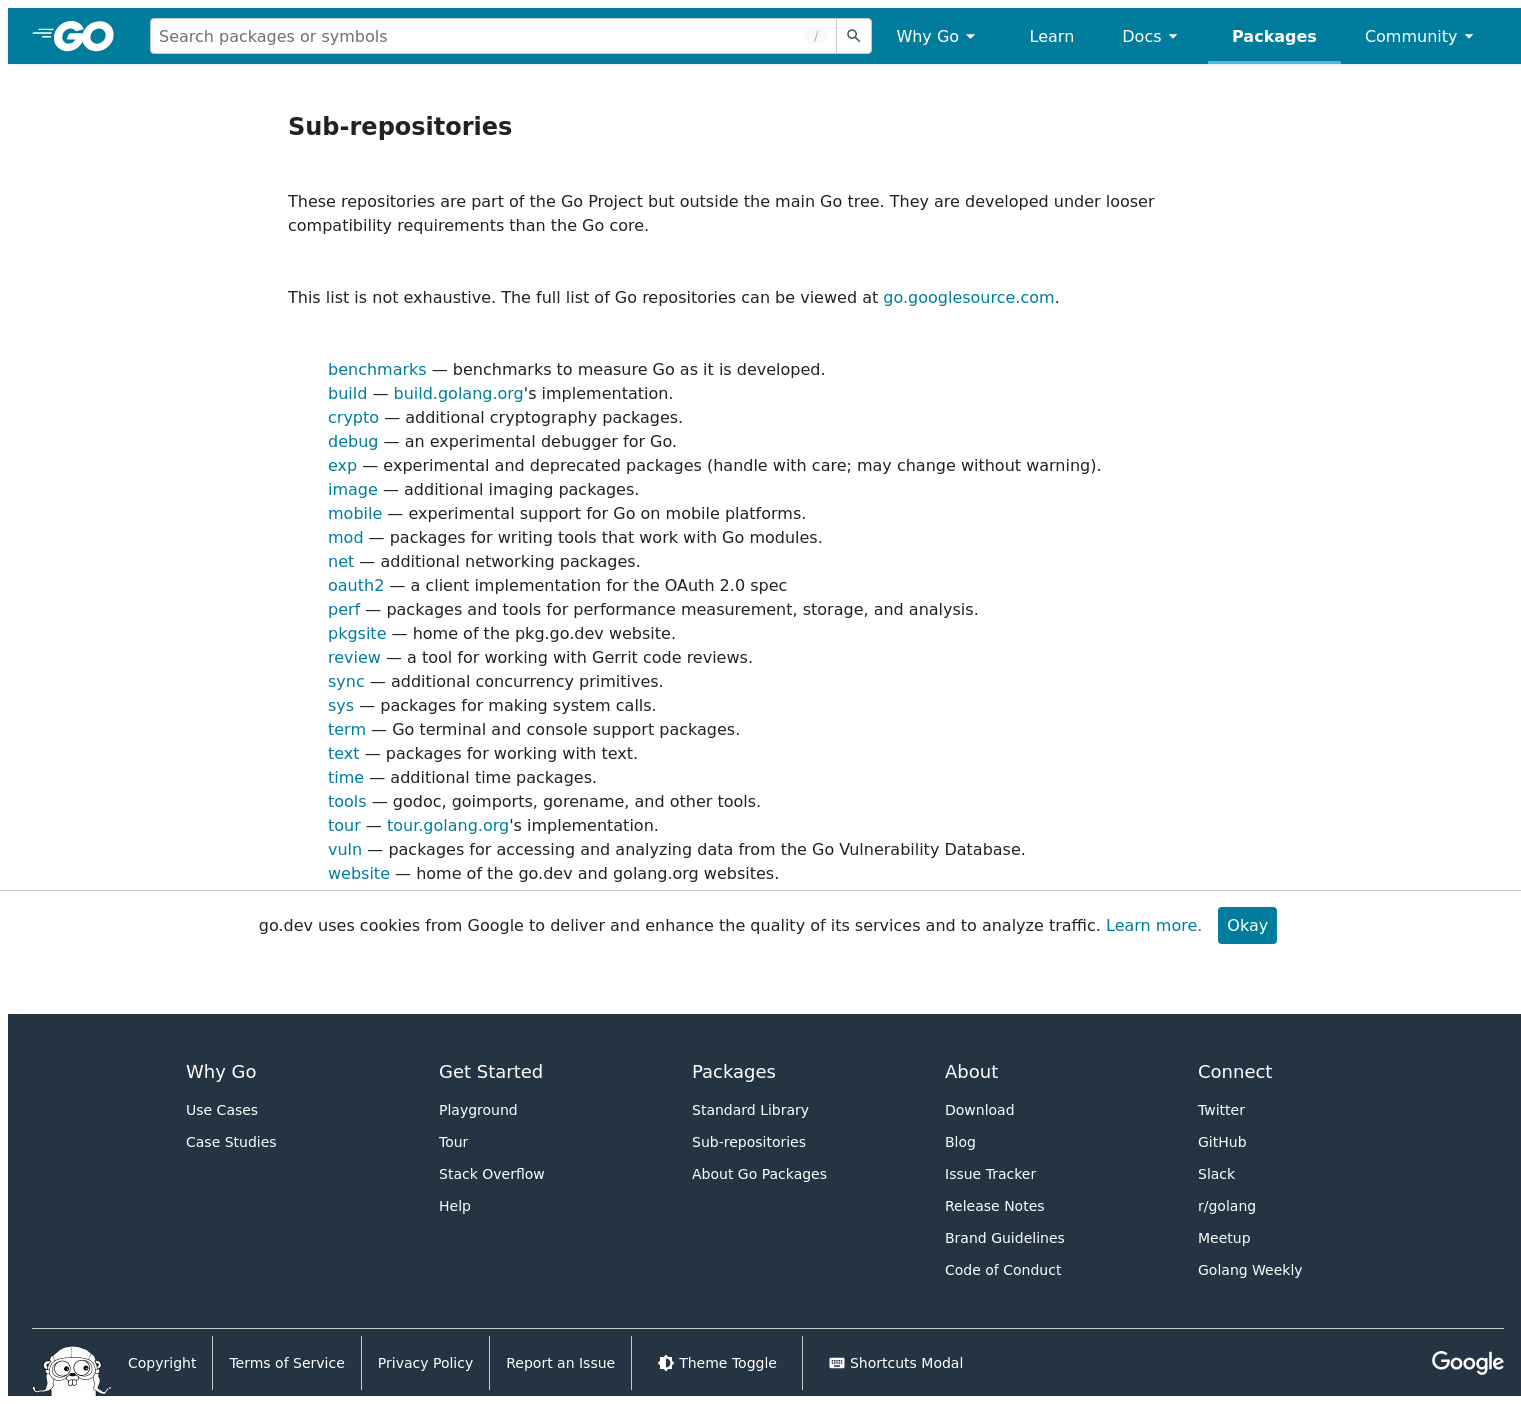 GO
Search packages or symbols
/
Why Go
Learn
Docs
Packages
Community
Sub-repositories
These repositories are part of the Go Project but outside the main Go tree. They are developed under looser
compatibility requirements than the Go core.
This list is not exhaustive. The full list of Go repositories can be viewed at go.googlesource.com.
benchmarks — benchmarks to measure Go as it is developed.
build — build.golang.org's implementation.
crypto — additional cryptography packages.
debug — an experimental debugger for Go.
exp — experimental and deprecated packages (handle with care; may change without warning).
image — additional imaging packages.
mobile — experimental support for Go on mobile platforms.
mod — packages for writing tools that work with Go modules.
net — additional networking packages.
oauth2 — a client implementation for the OAuth 2.0 spec
perf — packages and tools for performance measurement, storage, and analysis.
pkgsite — home of the pkg.go.dev website.
review — a tool for working with Gerrit code reviews.
sync — additional concurrency primitives.
sys — packages for making system calls.
term — Go terminal and console support packages.
text — packages for working with text.
time — additional time packages.
tools — godoc, goimports, gorename, and other tools.
tour — tour.golang.org's implementation.
vuln — packages for accessing and analyzing data from the Go Vulnerability Database.
website — home of the go.dev and golang.org websites.
go.dev uses cookies from Google to deliver and enhance the quality of its services and to analyze traffic. Learn more.
Okay
Why Go
Use Cases
Case Studies
Get Started
Playground
Tour
Stack Overflow
Help
Packages
Standard Library
Sub-repositories
About Go Packages
About
Download
Blog
Issue Tracker
Release Notes
Brand Guidelines
Code of Conduct
Connect
Twitter
GitHub
Slack
r/golang
Meetup
Golang Weekly
Copyright
Terms of Service
Privacy Policy
Report an Issue
Theme Toggle
Shortcuts Modal
Google